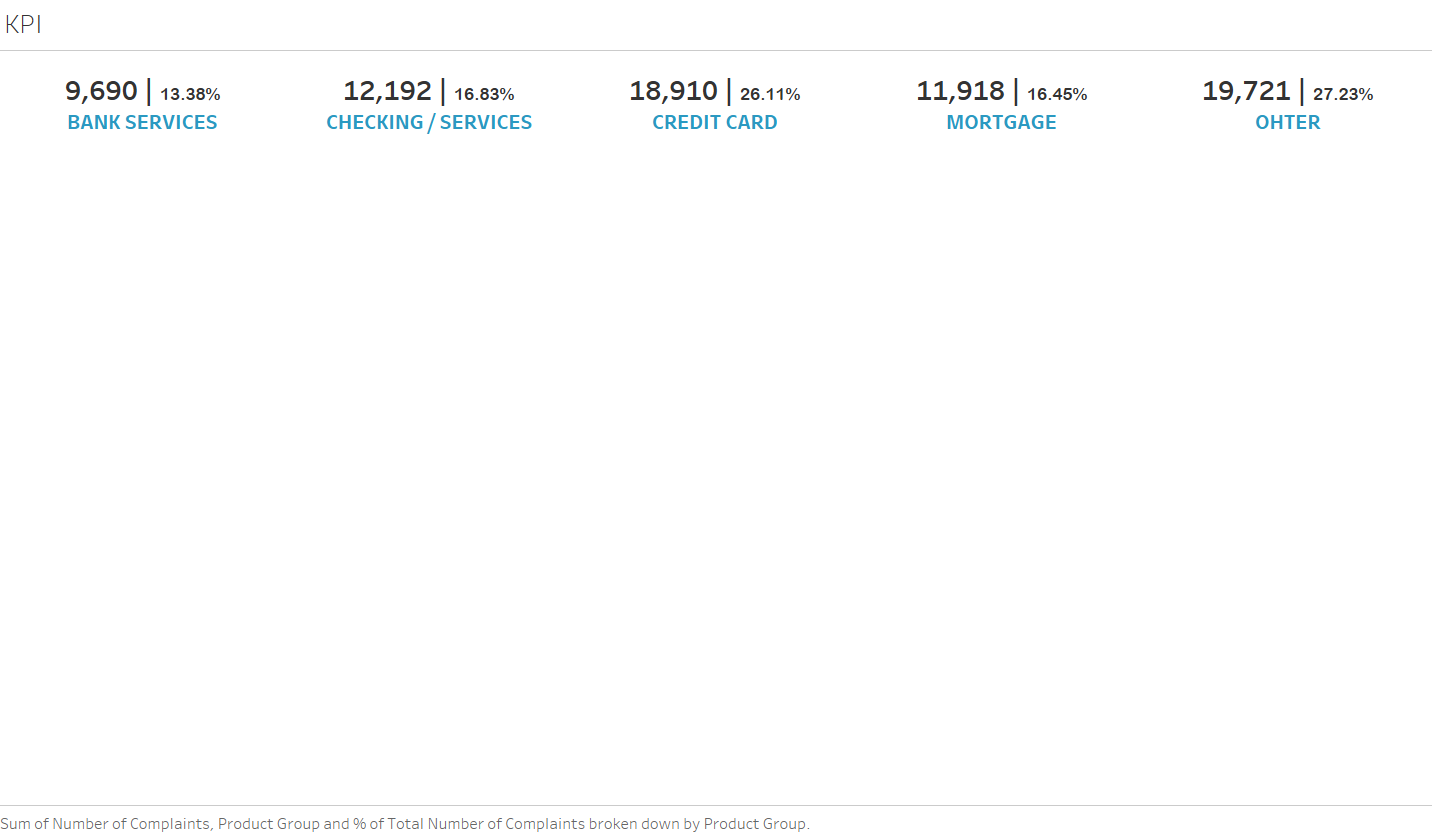 KPI
9,690 | 13.38%
BANK SERVICES
12,192 | 16.83%
CHECKING / SERVICES
18,910 | 26.11%
CREDIT CARD
11,918 | 16.45%
MORTGAGE
19,721 | 27.23%
OHTER
Sum of Number of Complaints, Product Group and % of Total Number of Complaints broken down by Product Group.